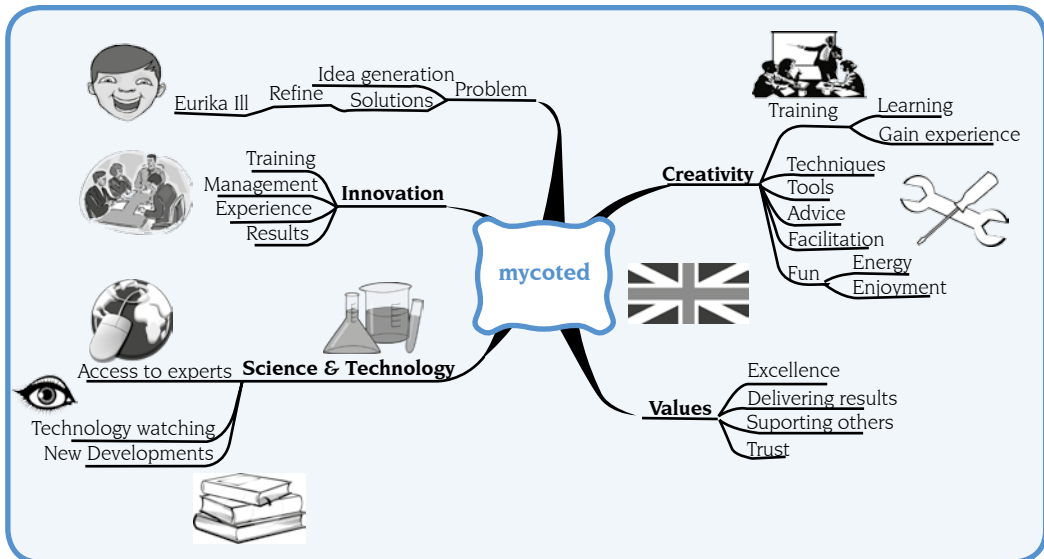 Idea generation
Problem
Solutions
Refine
Eurika Ill
Training
Management
Innovation
Experience
Results
Science & Technology
Access to experts
Technology watching
New Developments
mycoted
Creativity
Training
Learning
Gain experience
Techniques
Tools
Advice
Facilitation
Fun
Energy
Enjoyment
Values
Excellence
Delivering results
Suporting others
Trust